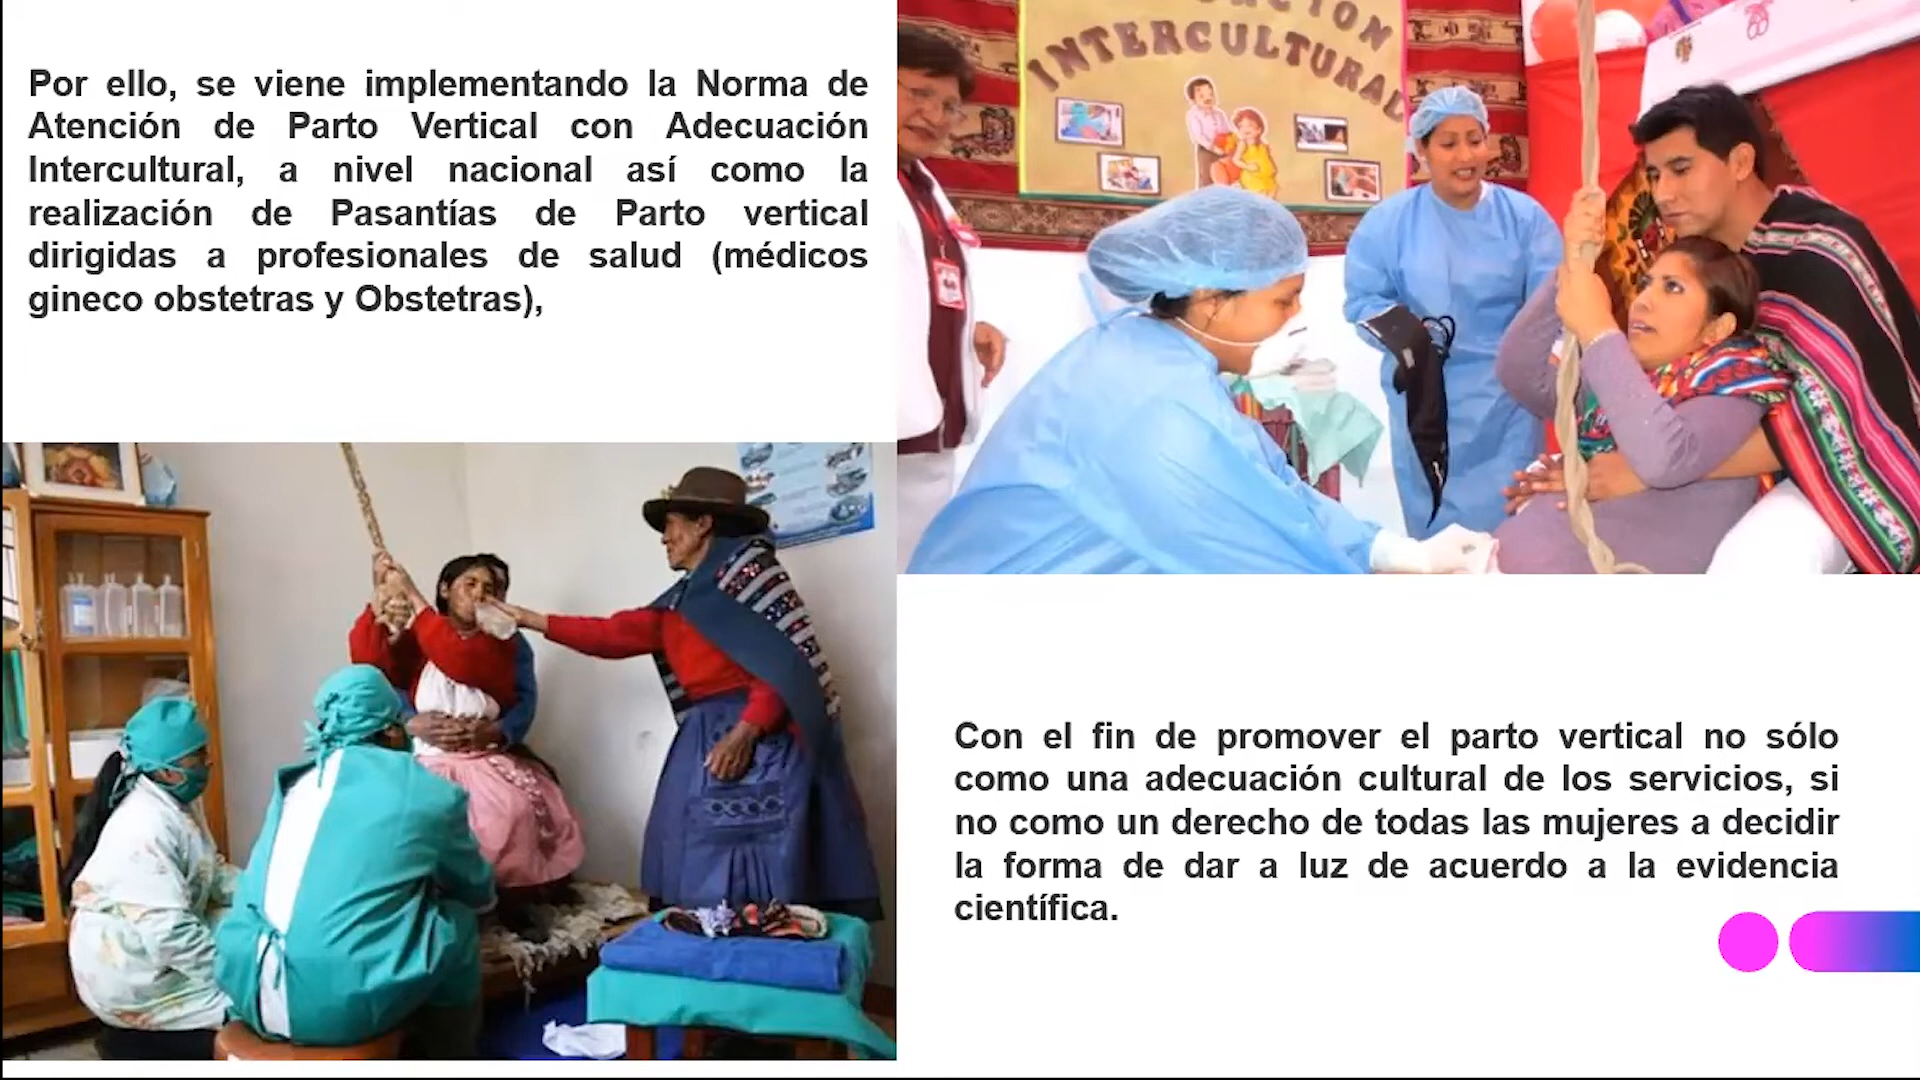 Por ello, se viene implementando la Norma de
Atención de Parto Vertical con Adecuación
Intercultural, a nivel nacional así como la
realización de Pasantías de Parto vertical
dirigidas a profesionales de salud (médicos
gineco obstetras y Obstetras),
INTERCULTURAL
Con el fin de promover el parto vertical no sólo
como una adecuación cultural de los servicios, si
no como un derecho de todas las mujeres a decidir
la forma de dar a luz de acuerdo a la evidencia
científica.